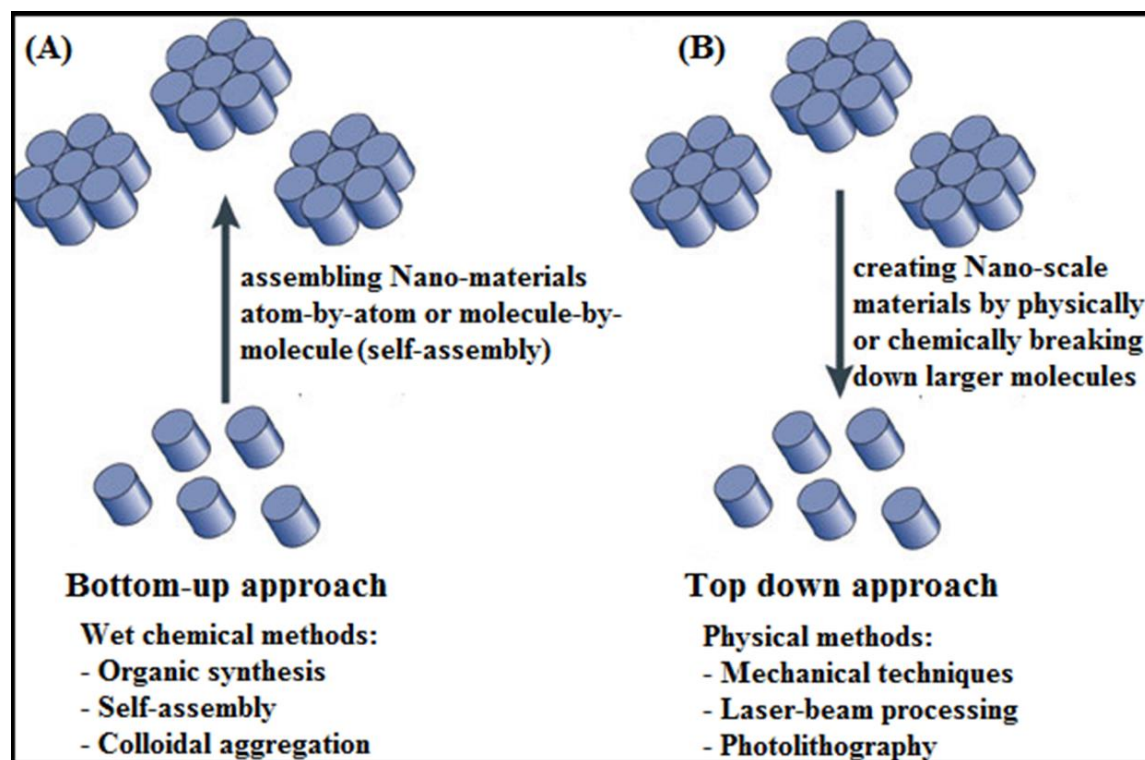 (A)
assembling Nano-materials
atom-by-atom or molecule-by-
molecule (self-assembly)
Bottom-up approach
Wet chemical methods:
- Organic synthesis
- Self-assembly
- Colloidal aggregation
(B)
creating Nano-scale
materials by physically
or chemically breaking
down larger molecules
Top down approach
Physical methods:
- Mechanical techniques
- Laser-beam processing
- Photolithography